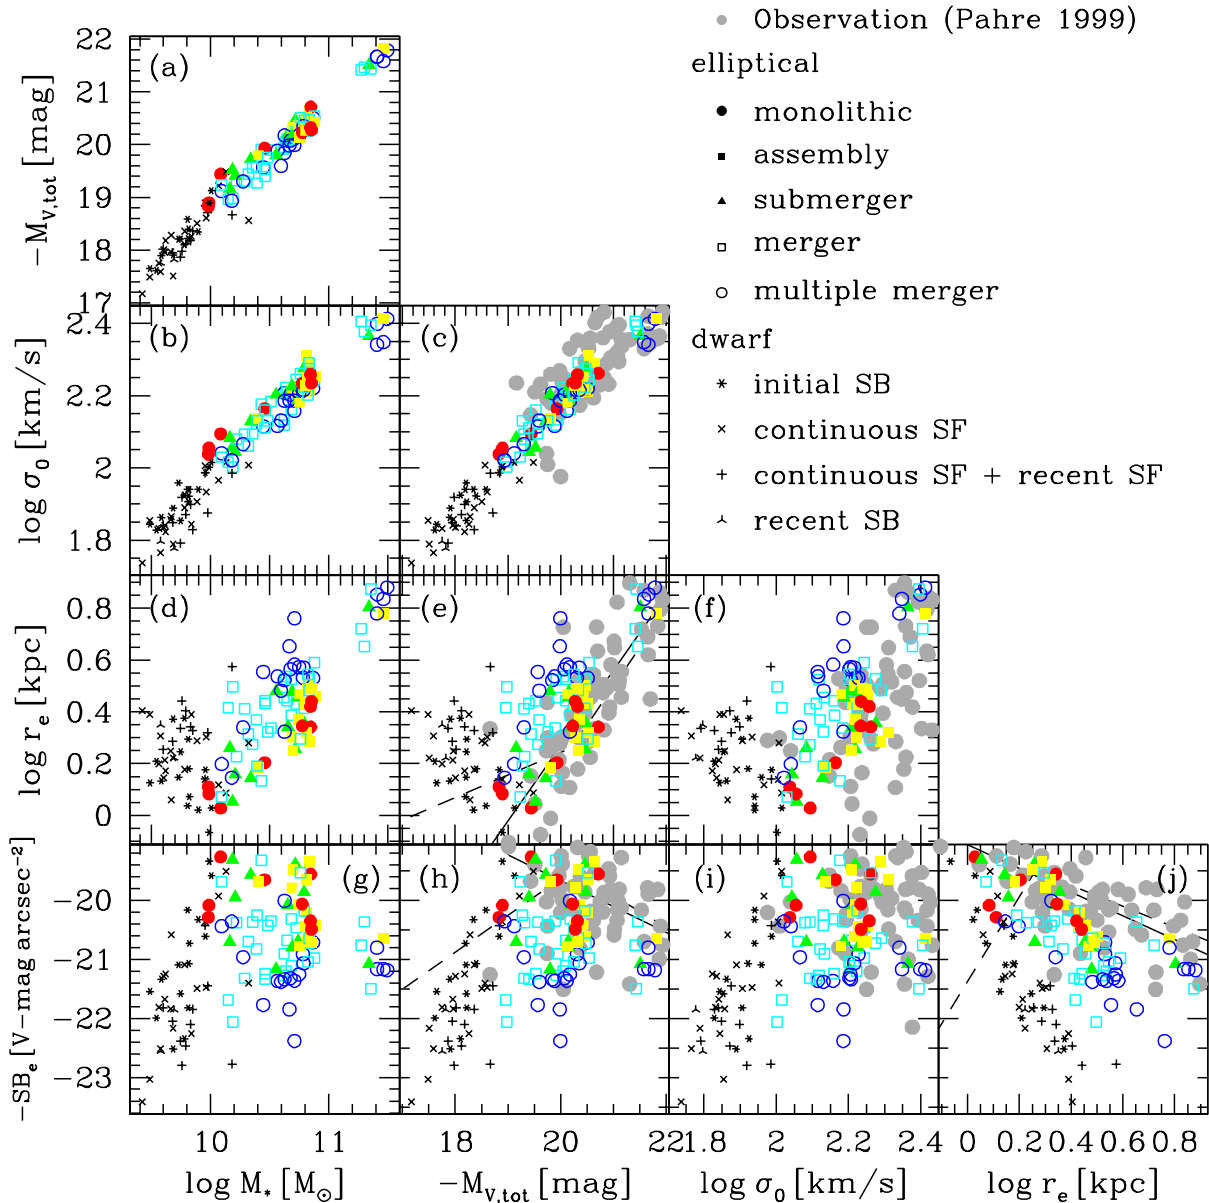 Observation (Pahre 1999)
elliptical
monolithic
assembly
submerger
merger
multiple merger
dwarf
initial SB
continuous SF
continuous SF + recent SF
recent SB
(a)
22
21
20
19
18
17
−M_V,tot [mag]
(b)
(c)
2.4
2.2
2
1.8
log σ_0 [km/s]
(d)
(e)
(f)
0.8
0.6
0.4
0.2
0
log r_e [kpc]
(g)
(h)
(i)
(j)
−20
−21
−22
−23
−SB_e [V−mag arcsec^−2]
10
11
18
20
22
1.8
2
2.2
2.4
0
0.2
0.4
0.6
0.8
log M_* [M_⊙]
−M_V,tot [mag]
log σ_0 [km/s]
log r_e [kpc]